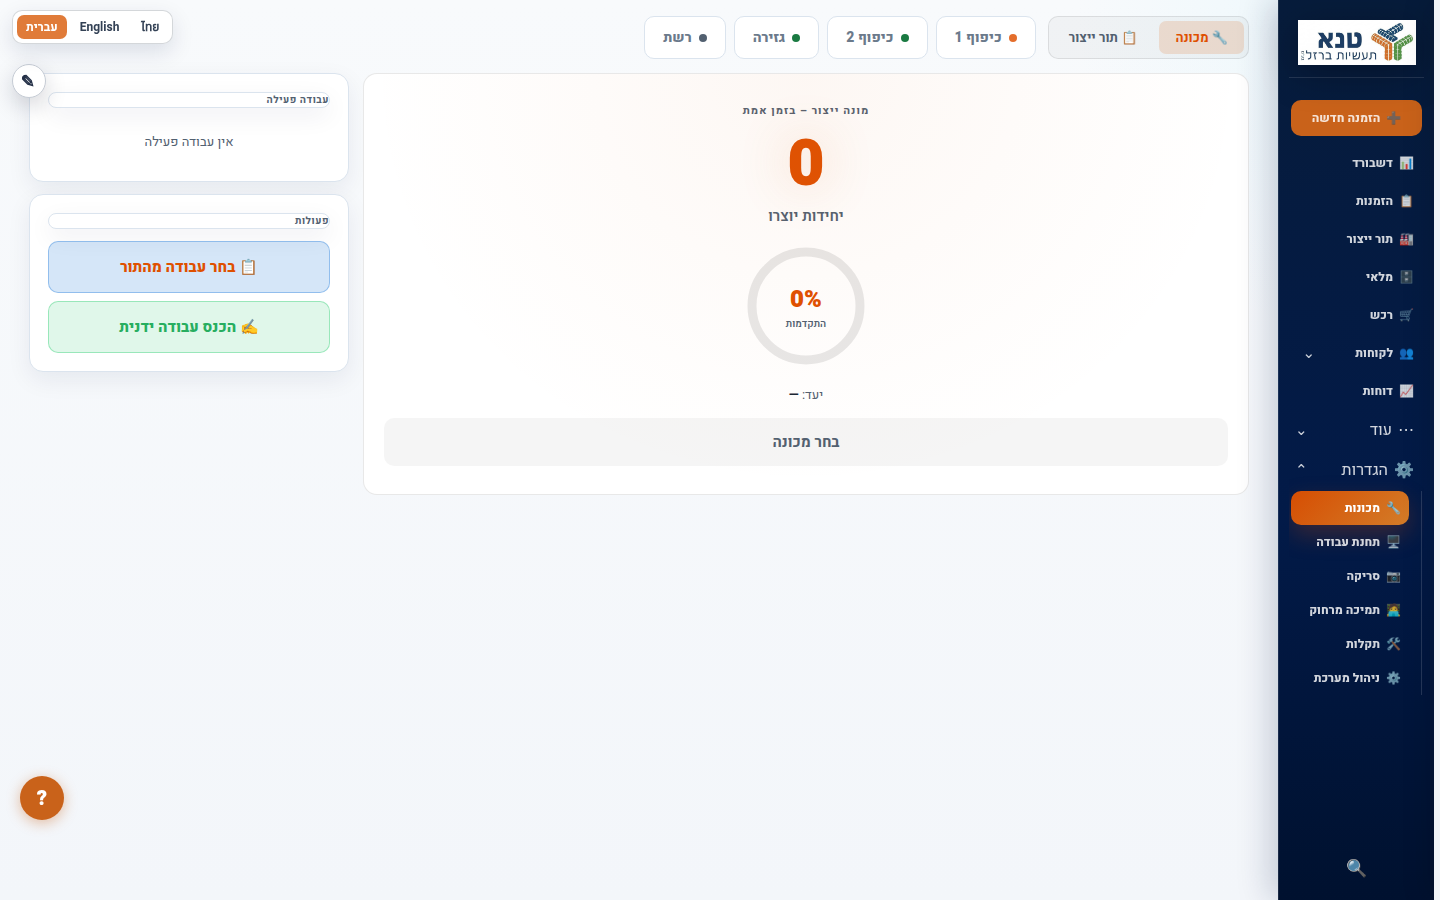 טנא
תעשיות ברזל
הזמנה חדשה
דשבורד
הזמנות
תור ייצור
מלאי
רכש
לקוחות
דוחות
עוד
הגדרות
מכונות
תחנת עבודה
סריקה
תמיכה מרחוק
תקלות
ניהול מערכת
מכונה
תור ייצור
כיפוף 1
כיפוף 2
גזירה
רשת
עברית
English
ไทย
מונה ייצור – בזמן אמת
0
יחידות יוצרו
0%
התקדמות
יעד: —
בחר מכונה
עבודה פעילה
אין עבודה פעילה
פעולות
בחר עבודה מהתור
הכנס עבודה ידנית
?